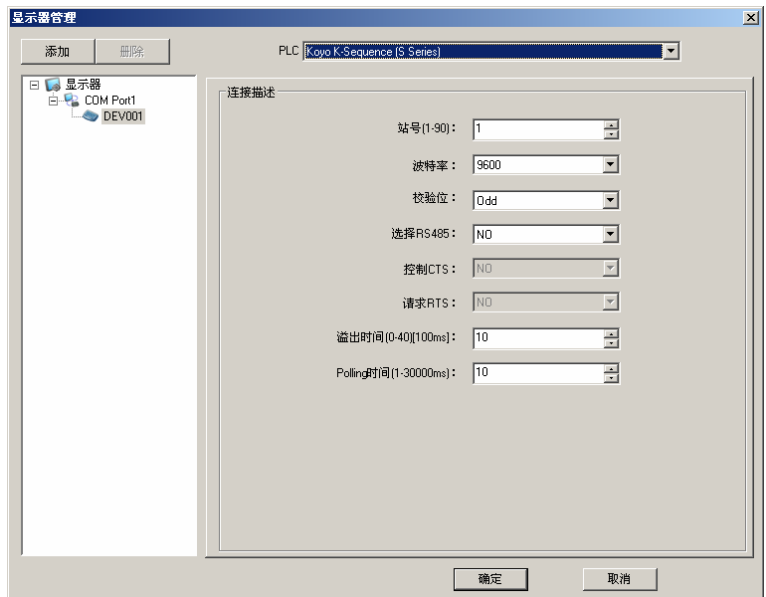 显示器管理
添加 删除 PLC Koyo K-Sequence (S Series)
显示器
COM Port1
DEV001
连接描述
站号(1-90): 1
波特率: 9600
校验位: Odd
选择RS485: NO
控制CTS: NO
请求RTS: NO
溢出时间(0-40)[100ms]: 10
Polling时间(1-30000ms): 10
确定 取消